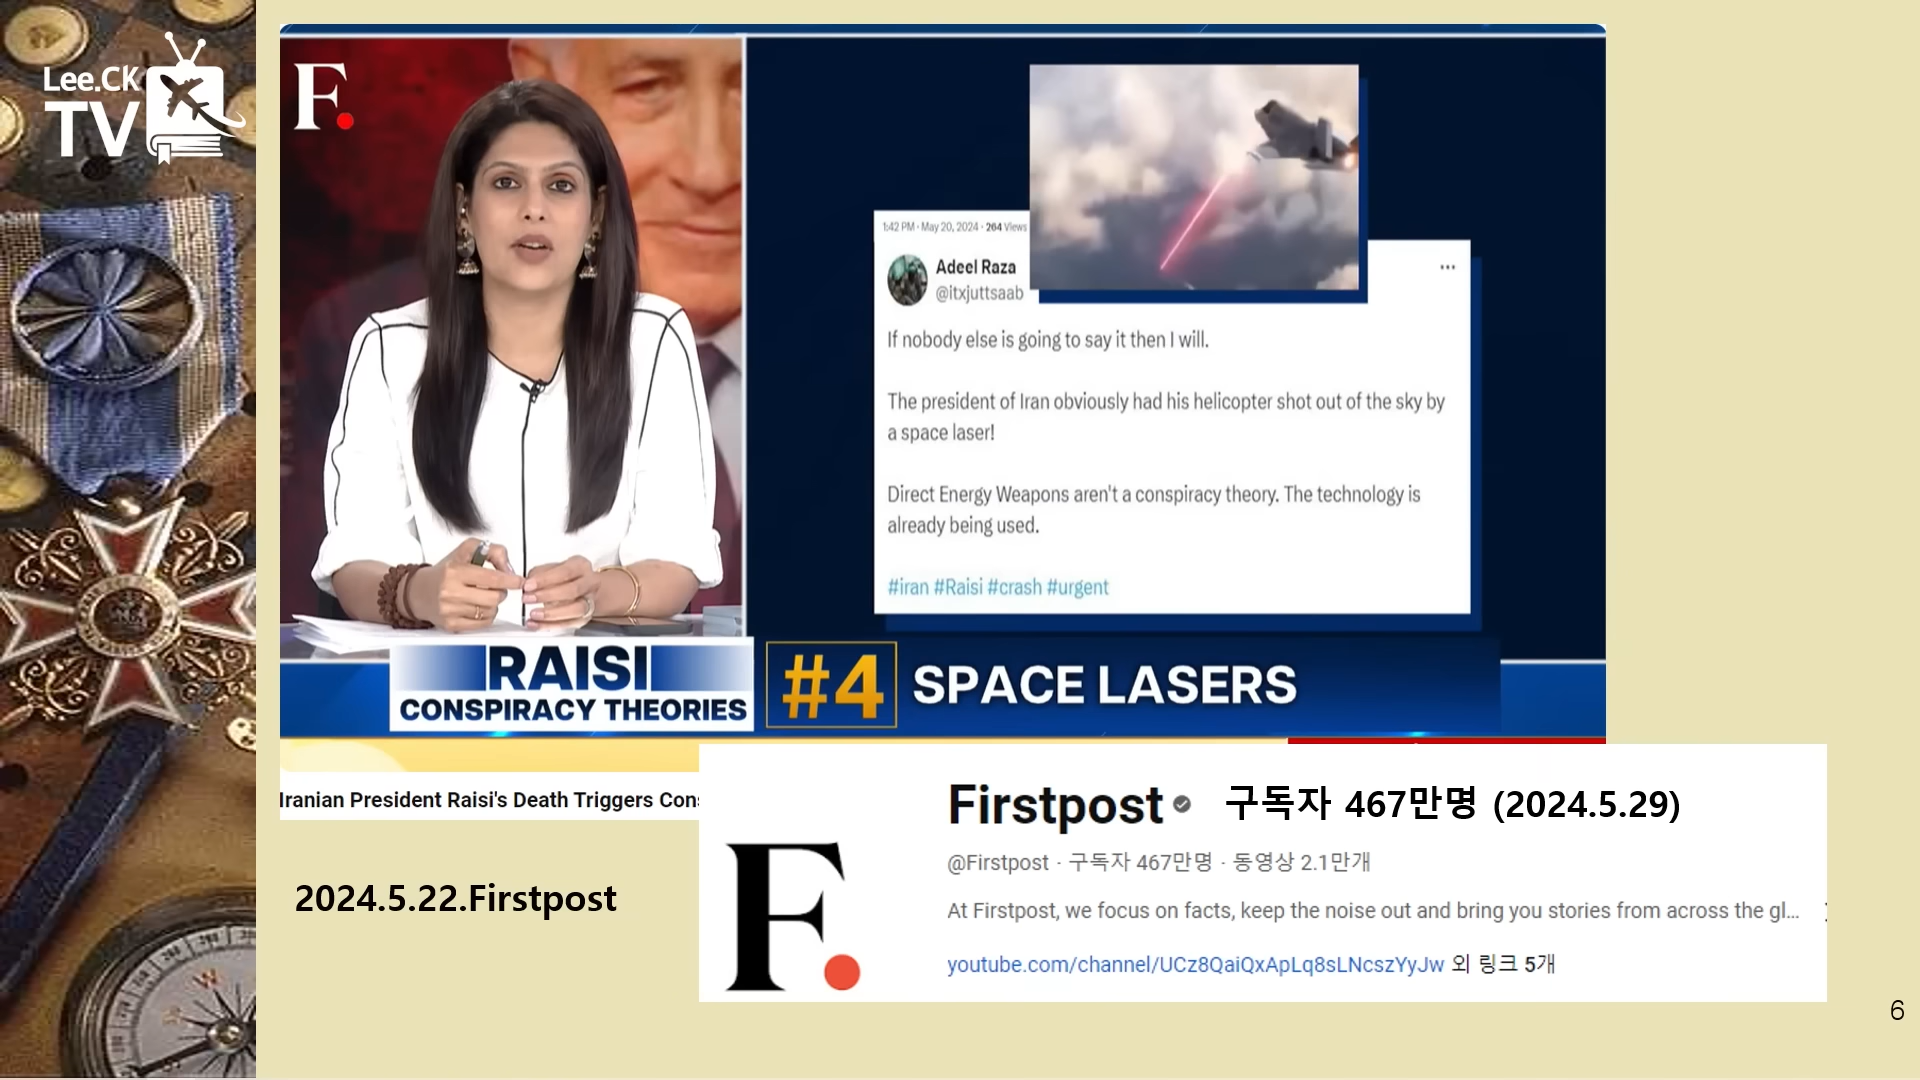 Lee.CK
TV
F.
1:42 PM · May 20, 2024 · 264 Views
Adeel Raza
@itxjuttsaab
If nobody else is going to say it then I will.
The president of Iran obviously had his helicopter shot out of the sky by
a space laser!
Direct Energy Weapons aren't a conspiracy theory. The technology is
already being used.
#iran #Raisi #crash #urgent
RAISI
CONSPIRACY THEORIES
#4 SPACE LASERS
Iranian President Raisi's Death Triggers Con
2024.5.22.Firstpost
F.
Firstpost 구독자 467만명 (2024.5.29)
@Firstpost · 구독자 467만명 · 동영상 2.1만개
At Firstpost, we focus on facts, keep the noise out and bring you stories from across the gl...
youtube.com/channel/UCz8QaiQxApLq8sLNcszYyJw 외 링크 5개
6